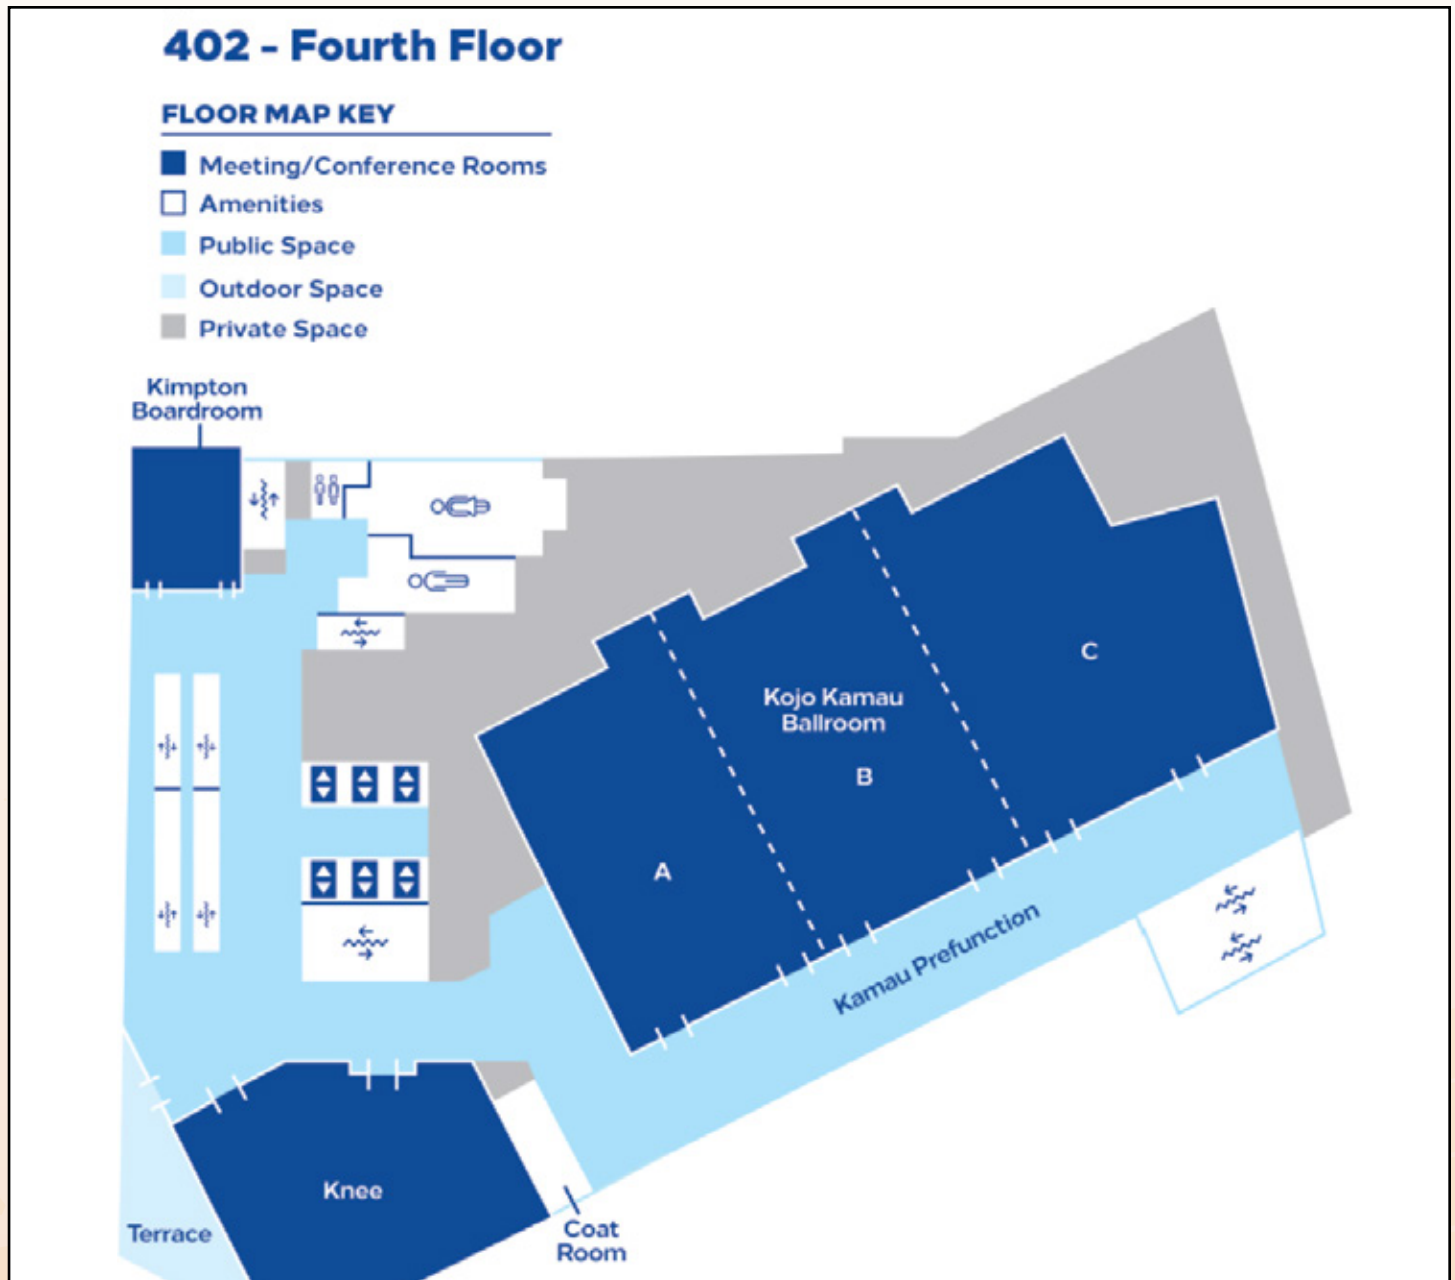 402 - Fourth Floor
FLOOR MAP KEY
Meeting/Conference Rooms
Amenities
Public Space
Outdoor Space
Private Space
Kimpton
Boardroom
C
Kojo Kamau
Ballroom
B
A
Kamau Prefunction
Knee
Terrace
Coat
Room